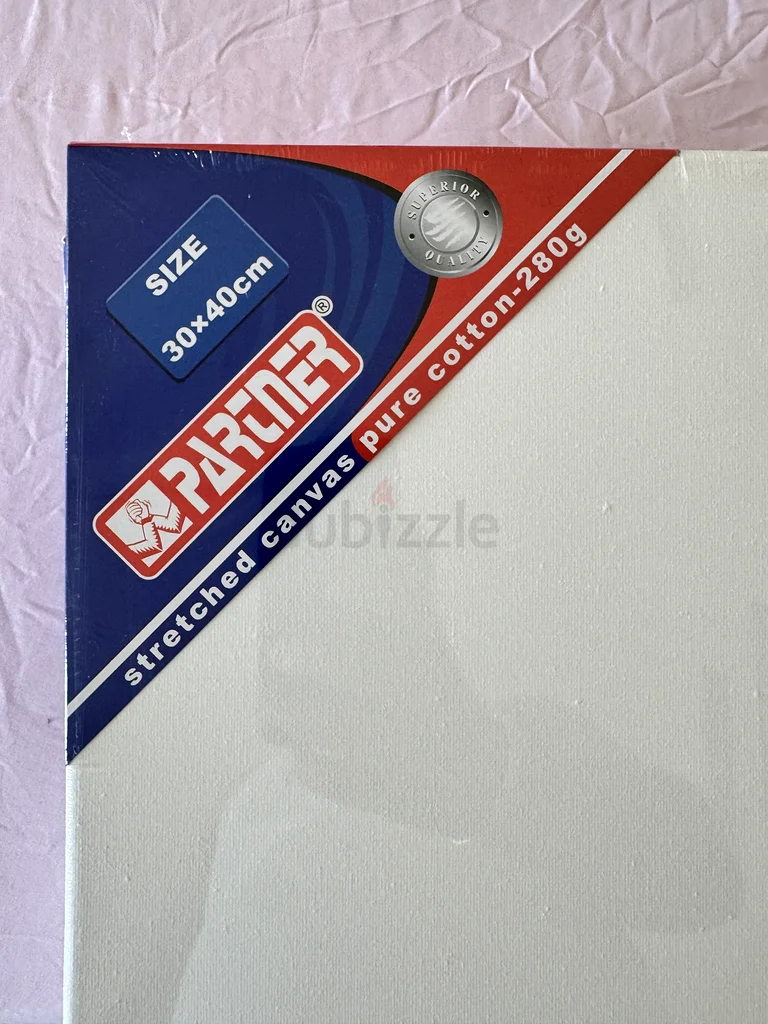 SUPERIOR
QUALITY
SIZE
30×40cm
PARTNER®
stretched canvas pure cotton-280g
dubizzle